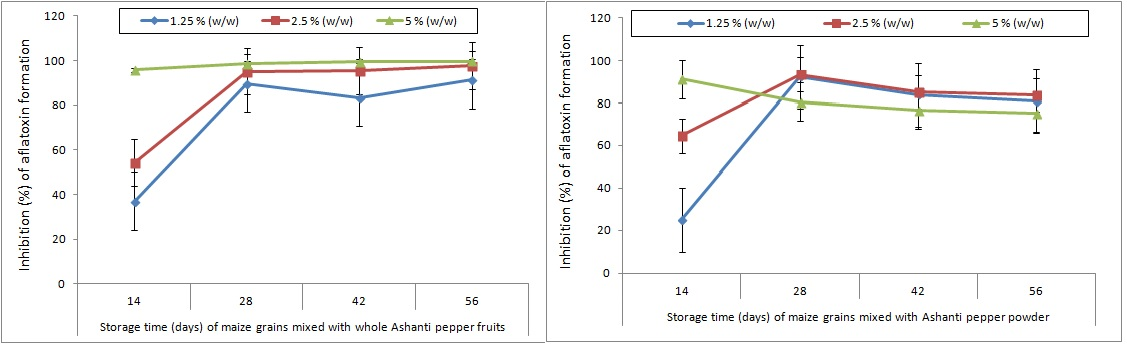 1.25 % (w/w) 2.5 % (w/w) 5 % (w/w)
Inhibition (%) of aflatoxin formation
120
100
80
60
40
20
0
14 28 42 56
Storage time (days) of maize grains mixed with whole Ashanti pepper fruits
1.25 % (w/w) 2.5 % (w/w) 5 % (w/w)
Inhibition (%) of aflatoxin formation
120
100
80
60
40
20
0
14 28 42 56
Storage time (days) of maize grains mixed with Ashanti pepper powder